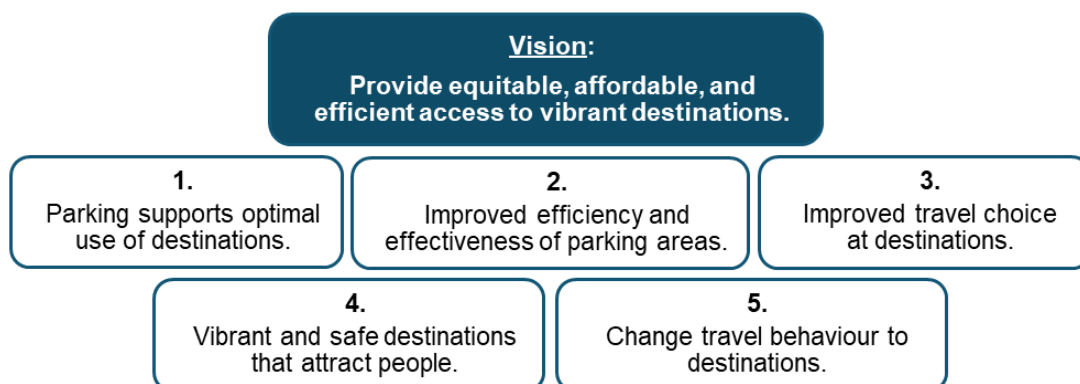 Vision:
Provide equitable, affordable, and
efficient access to vibrant destinations.
1.
Parking supports optimal
use of destinations.
2.
Improved efficiency and
effectiveness of parking areas.
3.
Improved travel choice
at destinations.
4.
Vibrant and safe destinations
that attract people.
5.
Change travel behaviour to
destinations.